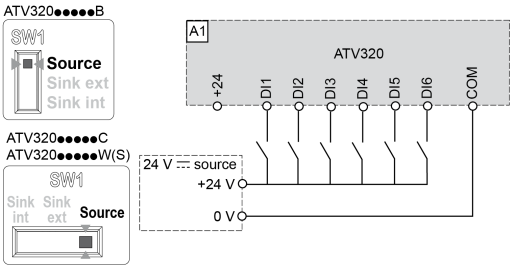 ATV320●●●●●B
SW1
Source
Sink ext
Sink int
ATV320●●●●●C
ATV320●●●●●W(S)
SW1
Sink int
Sink ext
Source
A1
ATV320
+24
DI1
DI2
DI3
DI4
DI5
DI6
COM
24 V ⎓ source
+24 V
0 V